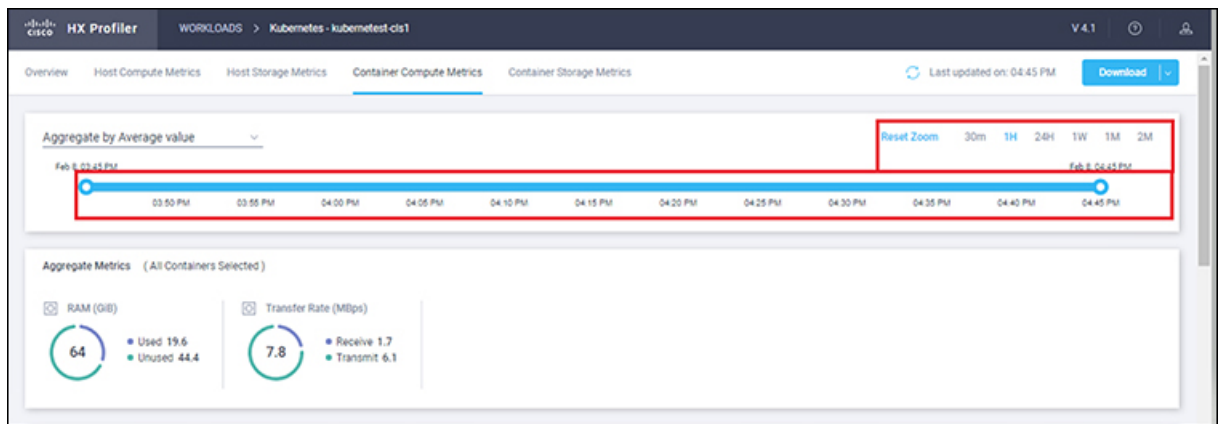 cisco HX Profiler WORKLOADS > Kubernetes - kubernetest-cls1 V 4.1
Overview Host Compute Metrics Host Storage Metrics Container Compute Metrics Container Storage Metrics Last updated on: 04:45 PM Download
Aggregate by Average value Reset Zoom 30m 1H 24H 1W 1M 2M
Feb 8, 03:45 PM Feb 8, 04:45 PM
03:50 PM 03:55 PM 04:00 PM 04:05 PM 04:10 PM 04:15 PM 04:20 PM 04:25 PM 04:30 PM 04:35 PM 04:40 PM 04:45 PM
Aggregate Metrics ( All Containers Selected )
RAM (GiB) Transfer Rate (MBps)
64 Used 19.6 7.8 Receive 1.7
Unused 44.4 Transmit 6.1